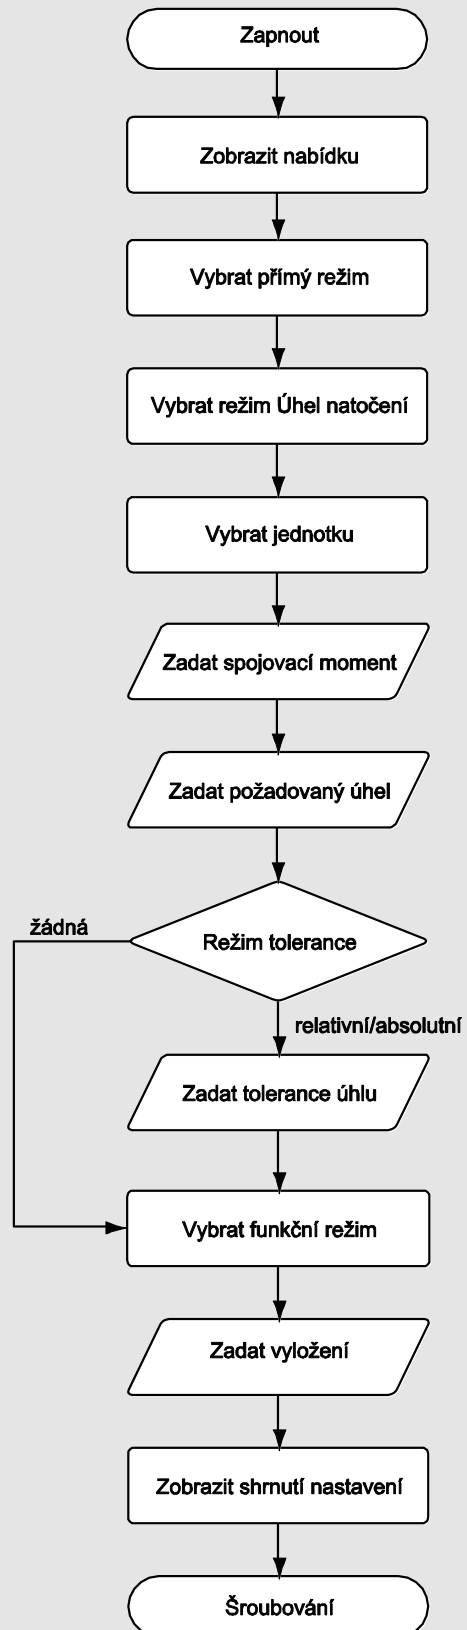 Zapnout
Zobrazit nabídku
Vybrat přímý režim
Vybrat režim Úhel natočení
Vybrat jednotku
Zadat spojovací moment
Zadat požadovaný úhel
žádná
Režim tolerance
relativní/absolutní
Zadat tolerance úhlu
Vybrat funkční režim
Zadat vyložení
Zobrazit shrnutí nastavení
Šroubování